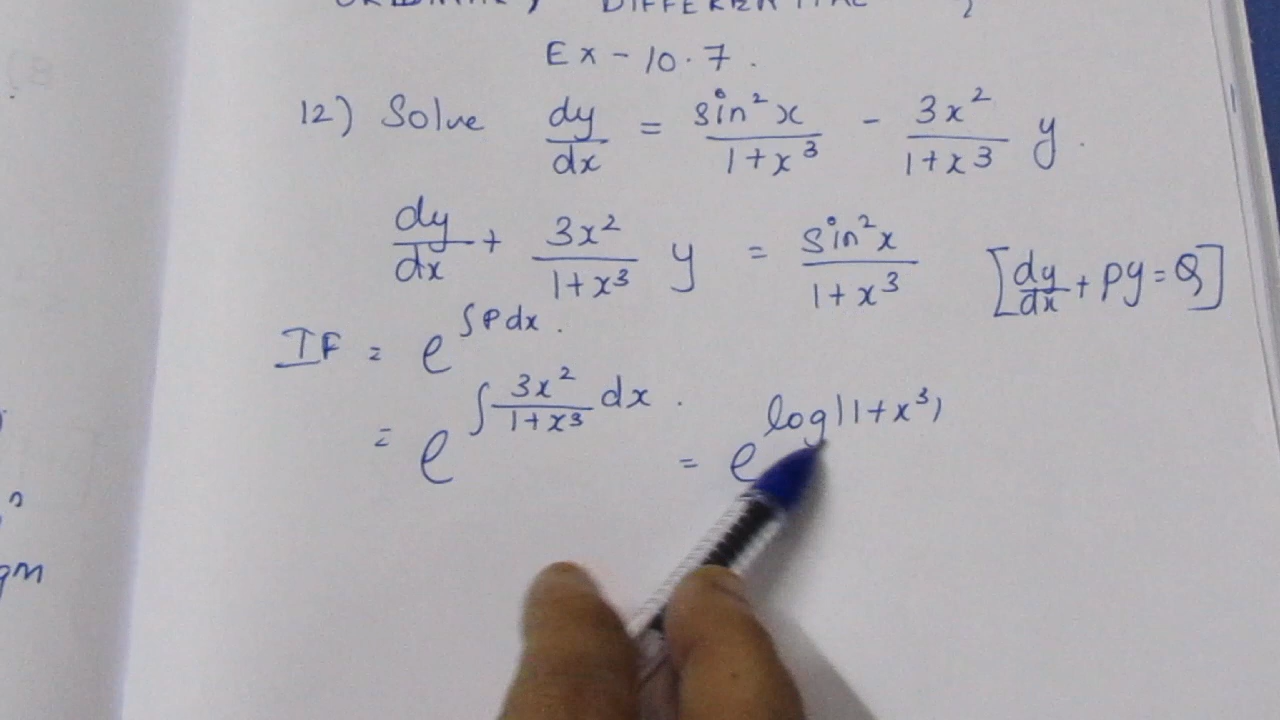 DIFFERENTIAL
Ex - 10.7.
12) Solve dy/dx = sin²x/1+x³ - 3x²/1+x³ y.
dy/dx + 3x²/1+x³ y = sin²x/1+x³ [dy/dx + Py = Q]
IF = e^∫Pdx.
= e^∫3x²/1+x³ dx. = e^log|1+x³|